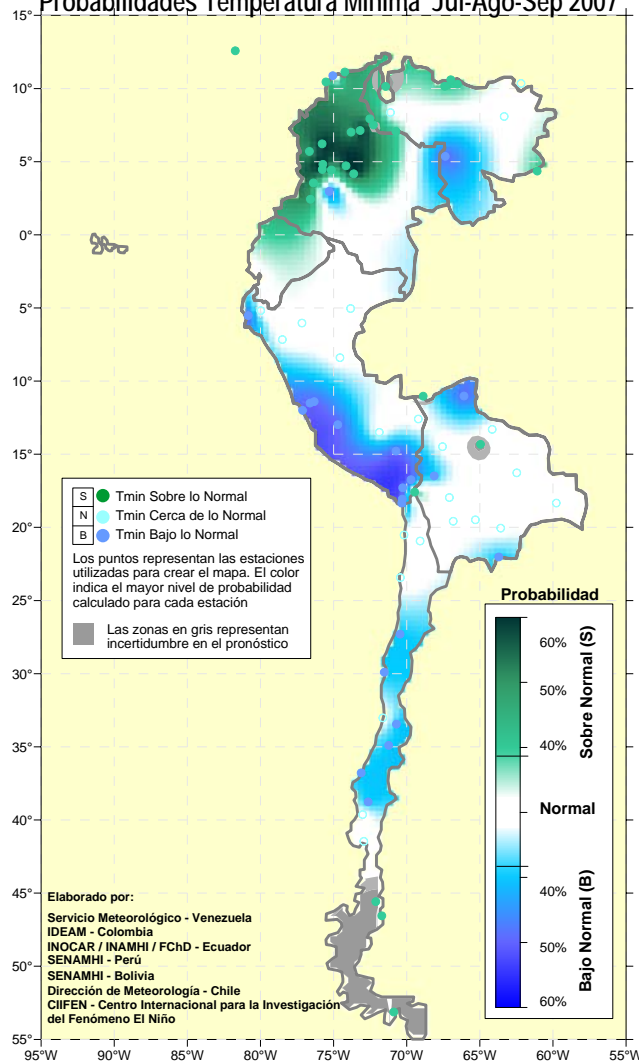 Probabilidades Temperatura Mínima Jul-Ago-Sep 2007
15°
10°
5°
0°
5°
10°
15°
20°
25°
30°
35°
40°
45°
50°
55°
S Tmin Sobre lo Normal
N Tmin Cerca de lo Normal
B Tmin Bajo lo Normal
Los puntos representan las estaciones
utilizadas para crear el mapa. El color
indica el mayor nivel de probabilidad
calculado para cada estación
Las zonas en gris representan
incertidumbre en el pronóstico
Probabilidad
60%
50%
40%
Sobre Normal (S)
Normal
40%
50%
60%
Bajo Normal (B)
Elaborado por:
Servicio Meteorológico - Venezuela
IDEAM - Colombia
INOCAR / INAMHI / FChD - Ecuador
SENAMHI - Perú
SENAMHI - Bolivia
Dirección de Meteorología - Chile
CIIFEN - Centro Internacional para la Investigación
del Fenómeno El Niño
95°W 90°W 85°W 80°W 75°W 70°W 65°W 60°W 55°W